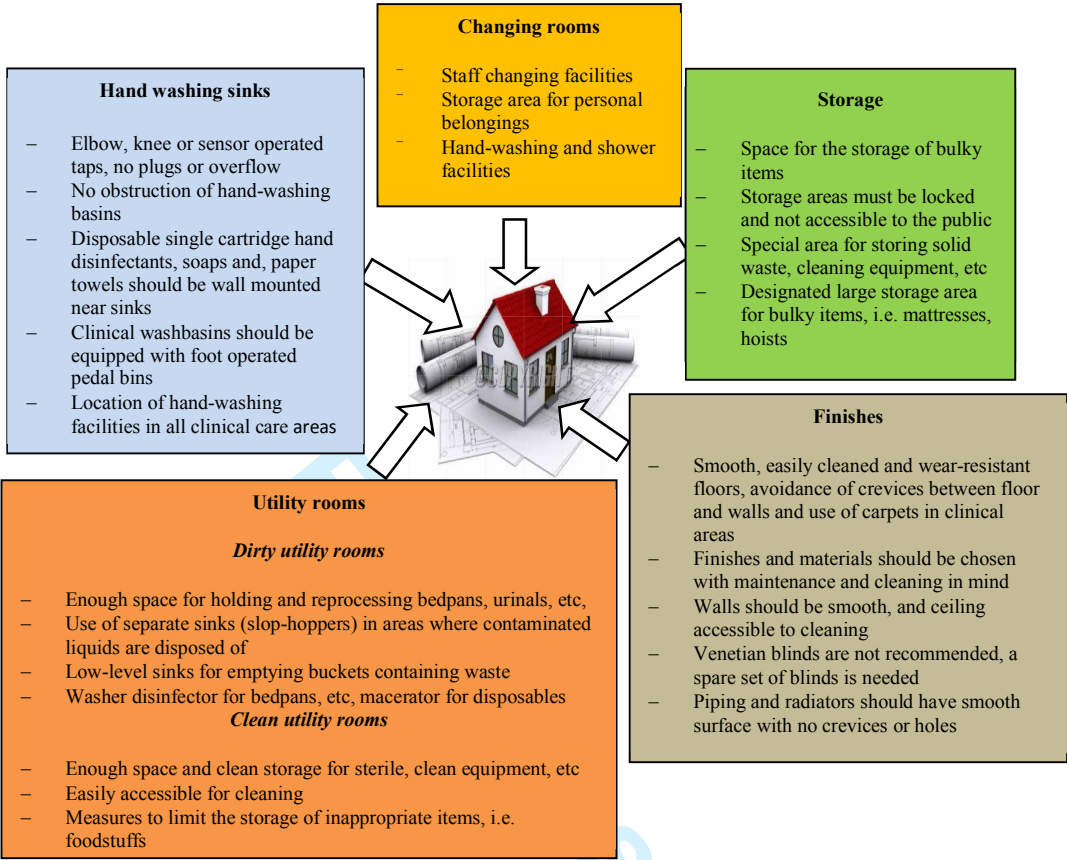 Changing rooms
– Staff changing facilities
– Storage area for personal
belongings
– Hand-washing and shower
facilities
Hand washing sinks
– Elbow, knee or sensor operated
taps, no plugs or overflow
– No obstruction of hand-washing
basins
– Disposable single cartridge hand
disinfectants, soaps and, paper
towels should be wall mounted
near sinks
– Clinical washbasins should be
equipped with foot operated
pedal bins
– Location of hand-washing
facilities in all clinical care areas
Storage
– Space for the storage of bulky
items
– Storage areas must be locked
and not accessible to the public
– Special area for storing solid
waste, cleaning equipment, etc
– Designated large storage area
for bulky items, i.e. mattresses,
hoists
Utility rooms
Dirty utility rooms
– Enough space for holding and reprocessing bedpans, urinals, etc,
– Use of separate sinks (slop-hoppers) in areas where contaminated
liquids are disposed of
– Low-level sinks for emptying buckets containing waste
– Washer disinfector for bedpans, etc, macerator for disposables
Clean utility rooms
– Enough space and clean storage for sterile, clean equipment, etc
– Easily accessible for cleaning
– Measures to limit the storage of inappropriate items, i.e.
foodstuffs
Finishes
– Smooth, easily cleaned and wear-resistant
floors, avoidance of crevices between floor
and walls and use of carpets in clinical
areas
– Finishes and materials should be chosen
with maintenance and cleaning in mind
– Walls should be smooth, and ceiling
accessible to cleaning
– Venetian blinds are not recommended, a
spare set of blinds is needed
– Piping and radiators should have smooth
surface with no crevices or holes